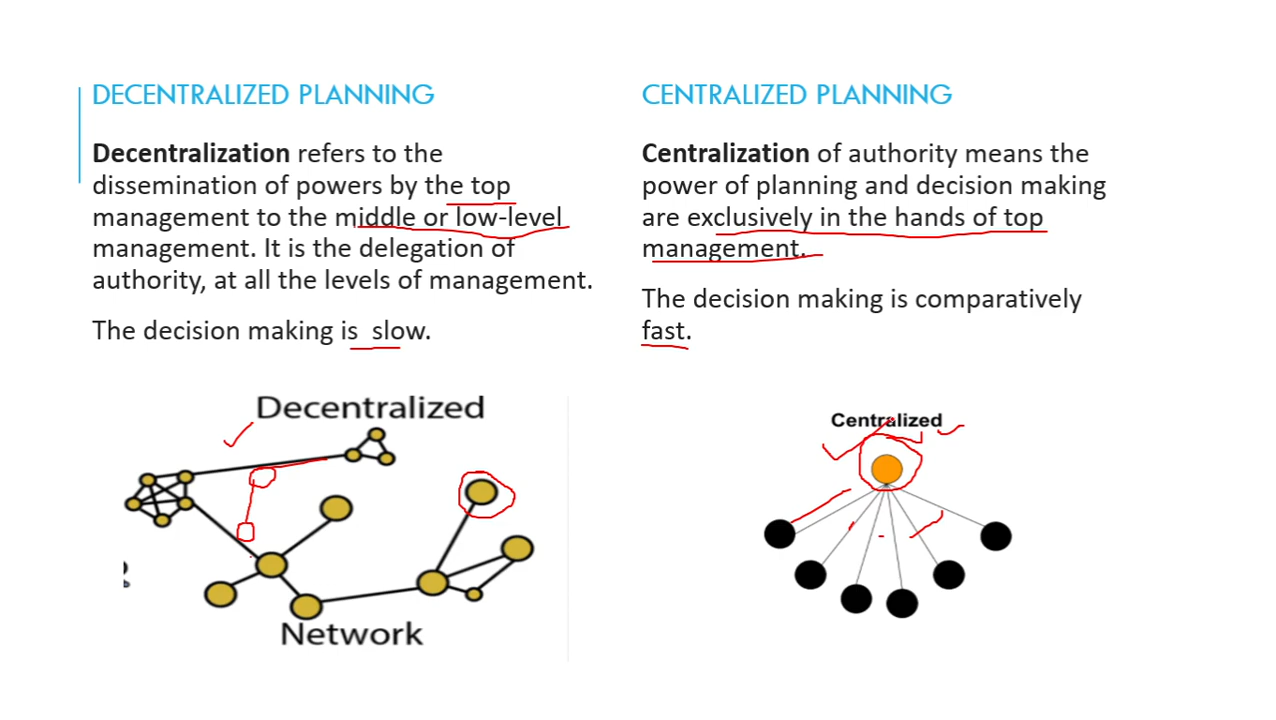 DECENTRALIZED PLANNING
Decentralization refers to the
dissemination of powers by the top
management to the middle or low-level
management. It is the delegation of
authority, at all the levels of management.
The decision making is slow.
Decentralized
Network
CENTRALIZED PLANNING
Centralization of authority means the
power of planning and decision making
are exclusively in the hands of top
management.
The decision making is comparatively
fast.
Centralized